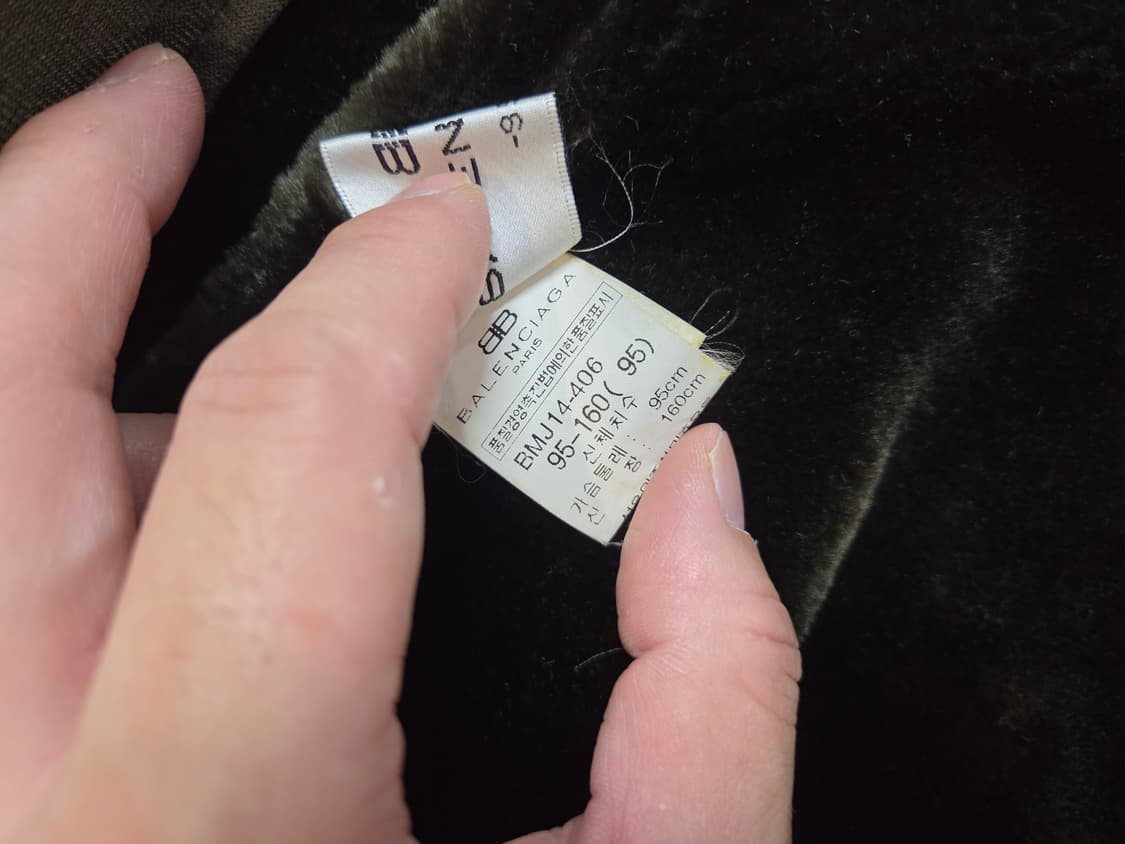 BB
BALENCIAGA
PARIS
품질경영촉진법에의한품질표시
BMJ14-406
95-160( 95)
신체치수
가슴둘레: 95cm
신장: 160cm